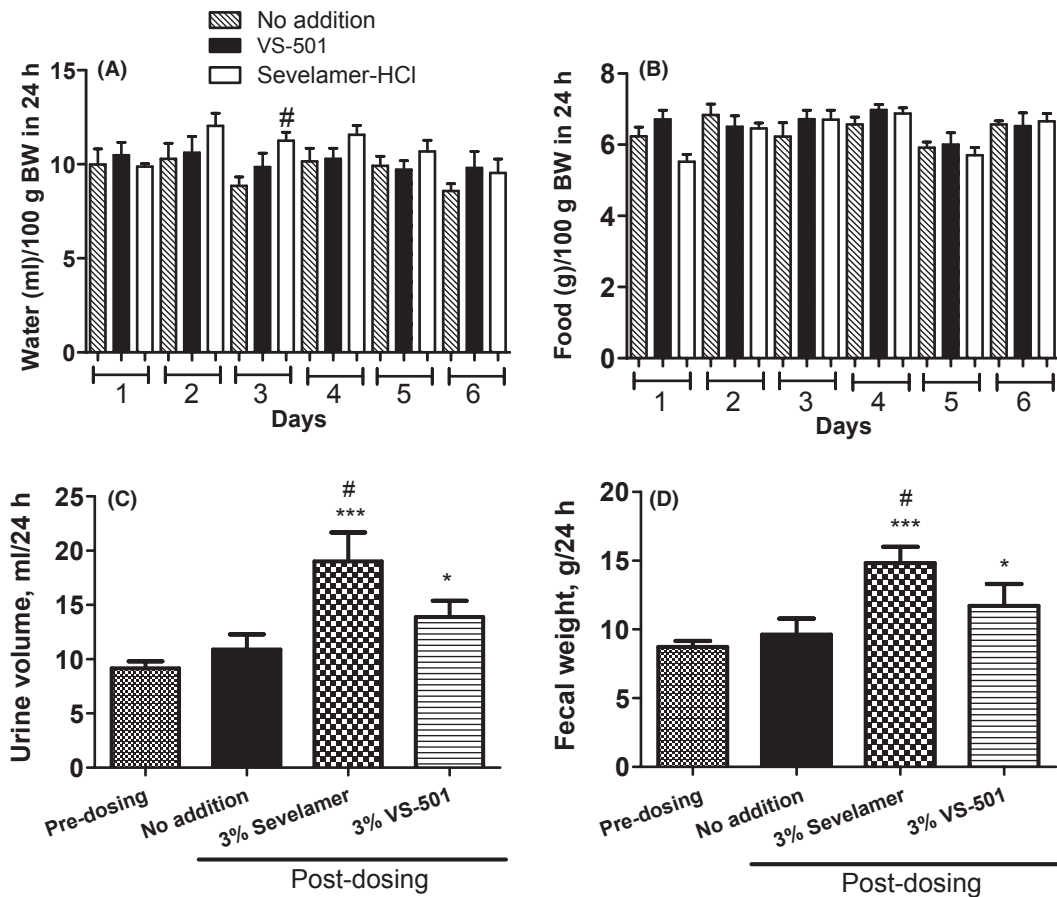 No addition
VS-501
Sevelamer-HCl
(A)
Water (ml)/100 g BW in 24 h
15
10
5
0
1 2 3 4 5 6
Days
#
(B)
Food (g)/100 g BW in 24 h
8
6
4
2
0
1 2 3 4 5 6
Days
(C)
Urine volume, ml/24 h
25
20
15
10
5
0
#
***
*
Pre-dosing
No addition
3% Sevelamer
3% VS-501
Post-dosing
(D)
Fecal weight, g/24 h
20
15
10
5
0
#
***
*
Pre-dosing
No addition
3% Sevelamer
3% VS-501
Post-dosing